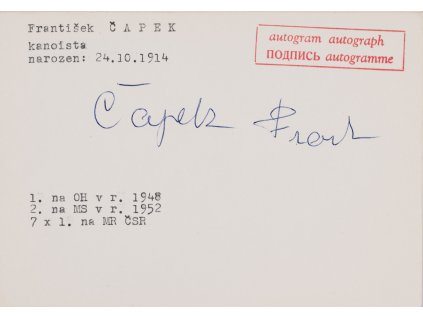 František ČAPEK
kanoista
narozen: 24.10.1914
autogram autograph
ПОДПИСЬ autogramme
Čapek Frant
1. na OH v r. 1948
2. na MS v r. 1952
7 x 1. na MR ČSR